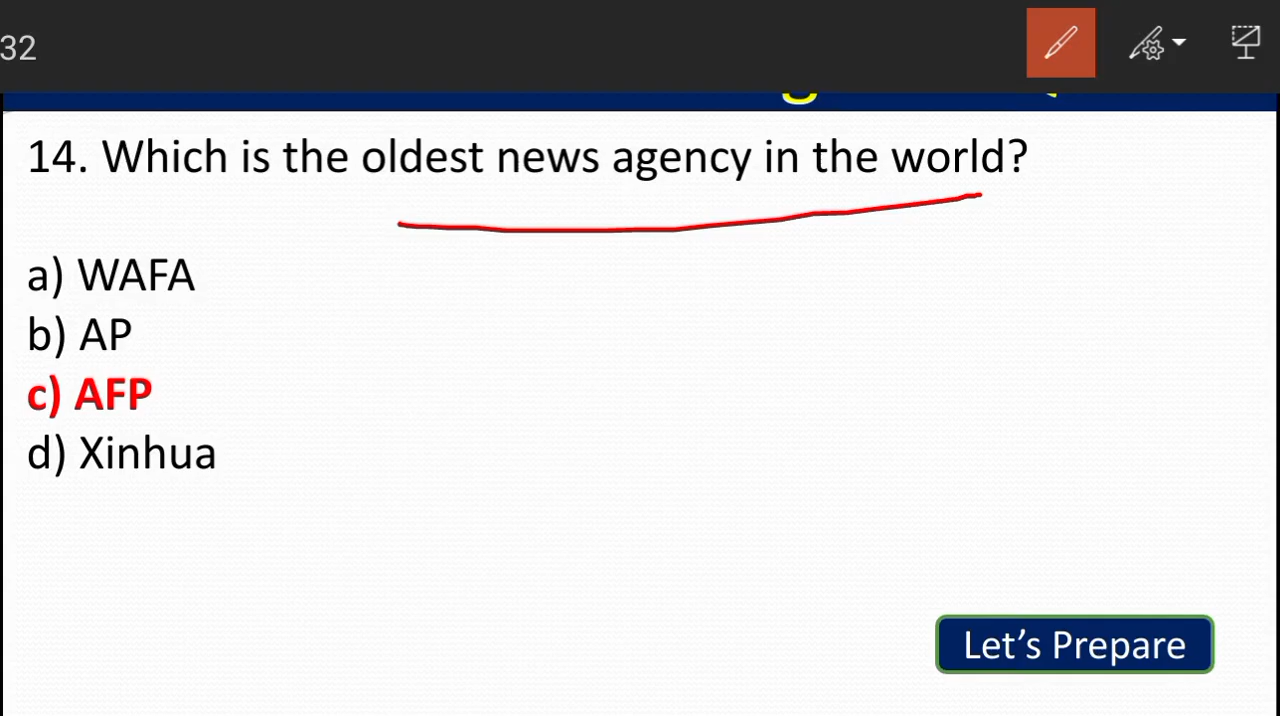 32
14. Which is the oldest news agency in the world?
a) WAFA
b) AP
c) AFP
d) Xinhua
Let’s Prepare